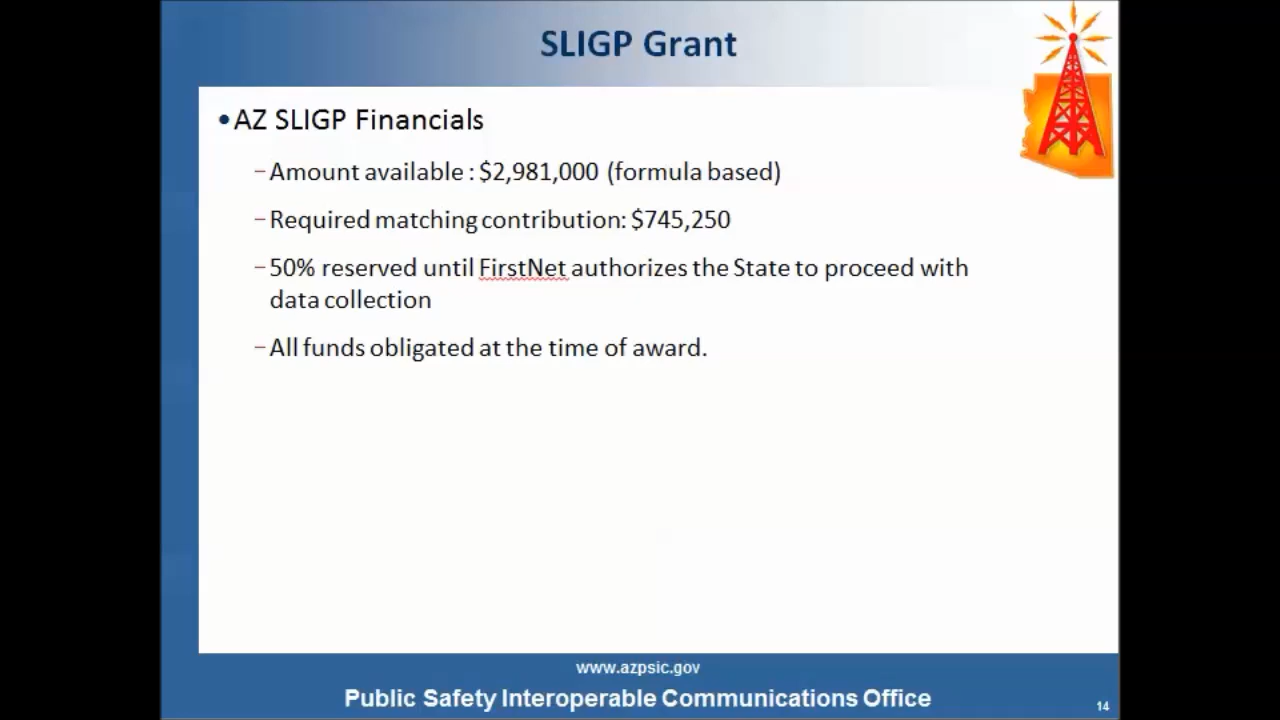 SLIGP Grant
•AZ SLIGP Financials
–Amount available : $2,981,000 (formula based)
–Required matching contribution: $745,250
–50% reserved until FirstNet authorizes the State to proceed with
data collection
–All funds obligated at the time of award.
www.azpsic.gov
Public Safety Interoperable Communications Office
14